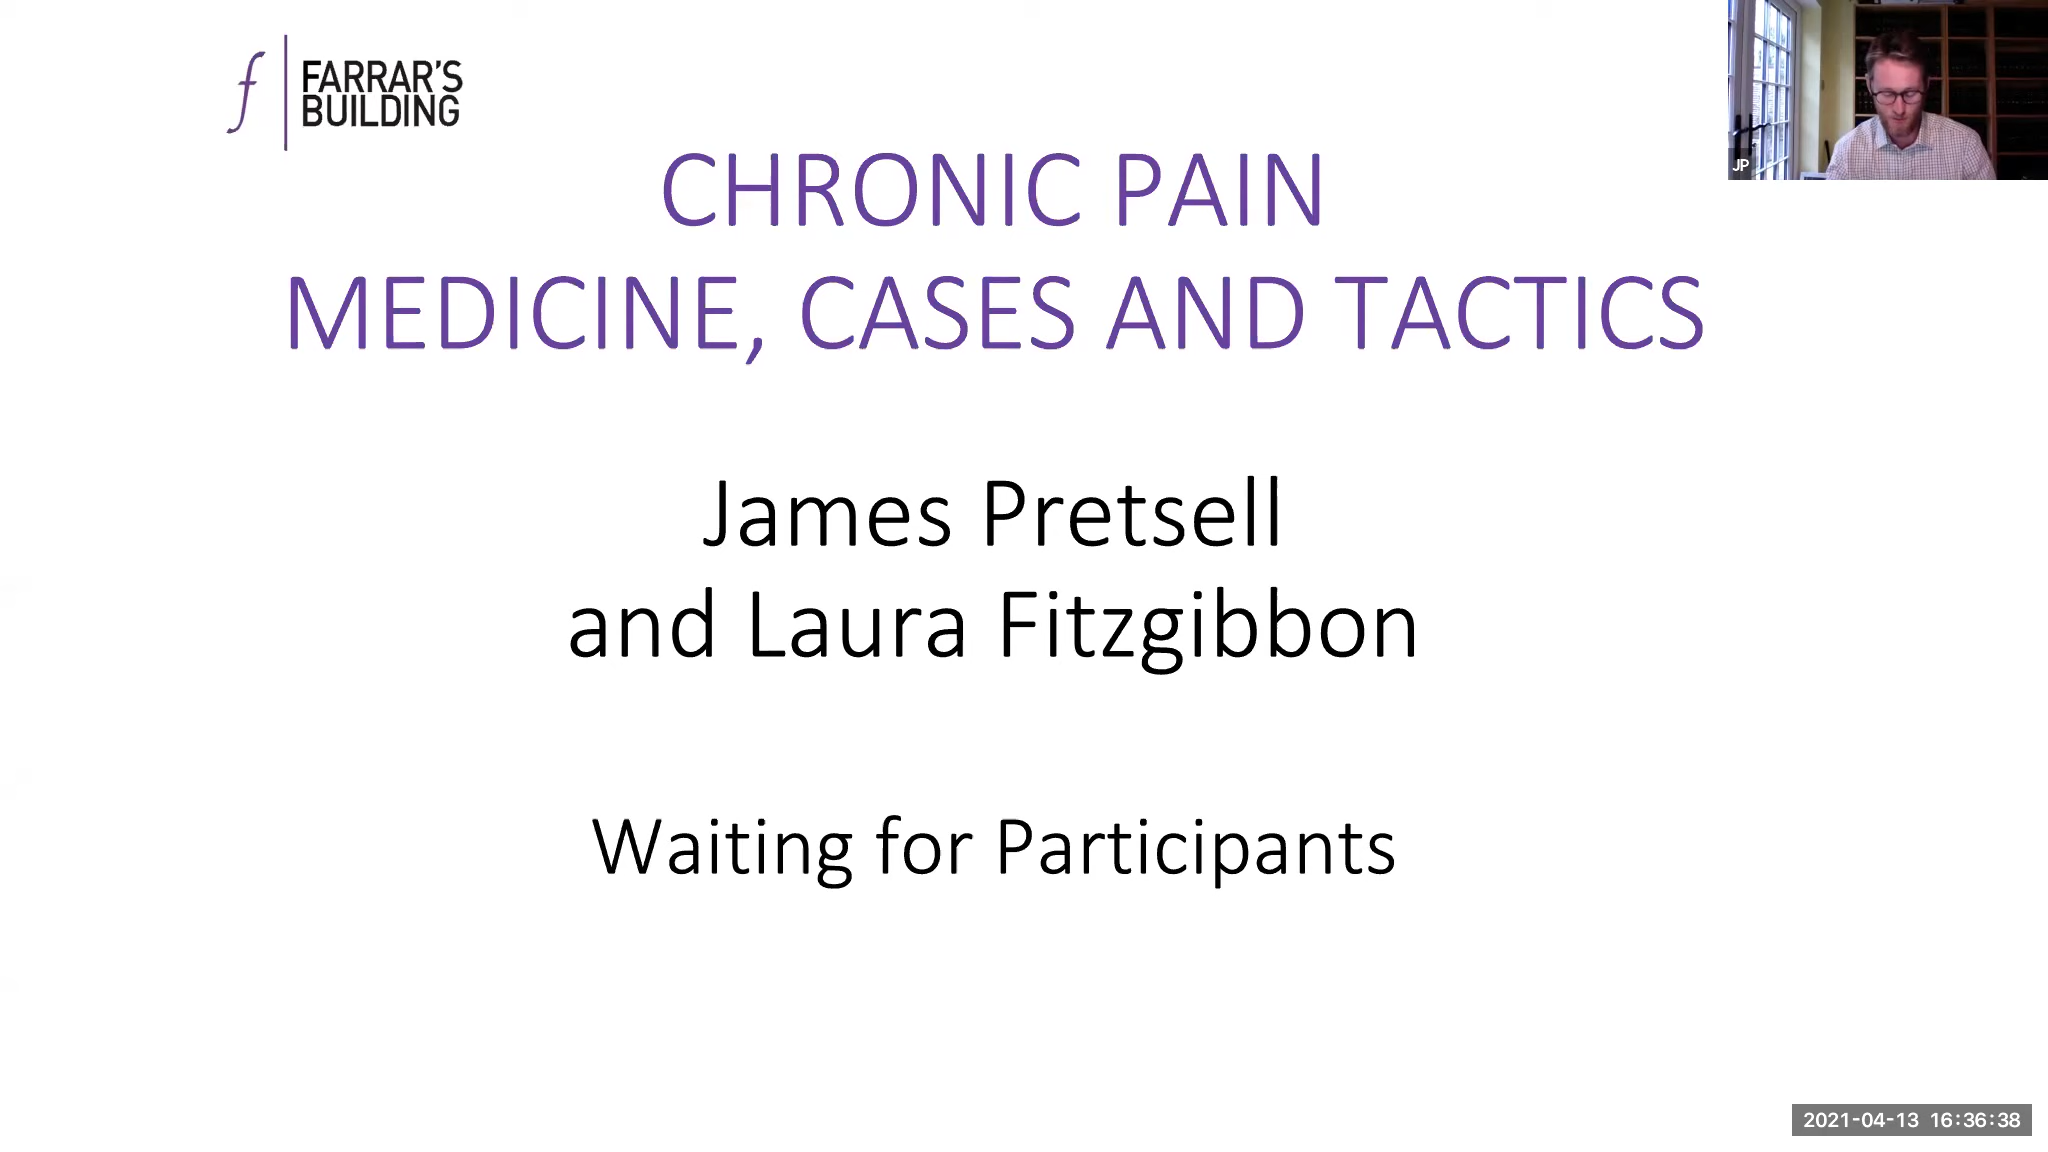 f
FARRAR'S
BUILDING
JP
CHRONIC PAIN
MEDICINE, CASES AND TACTICS
James Pretsell
and Laura Fitzgibbon
Waiting for Participants
2021-04-13 16:36:38